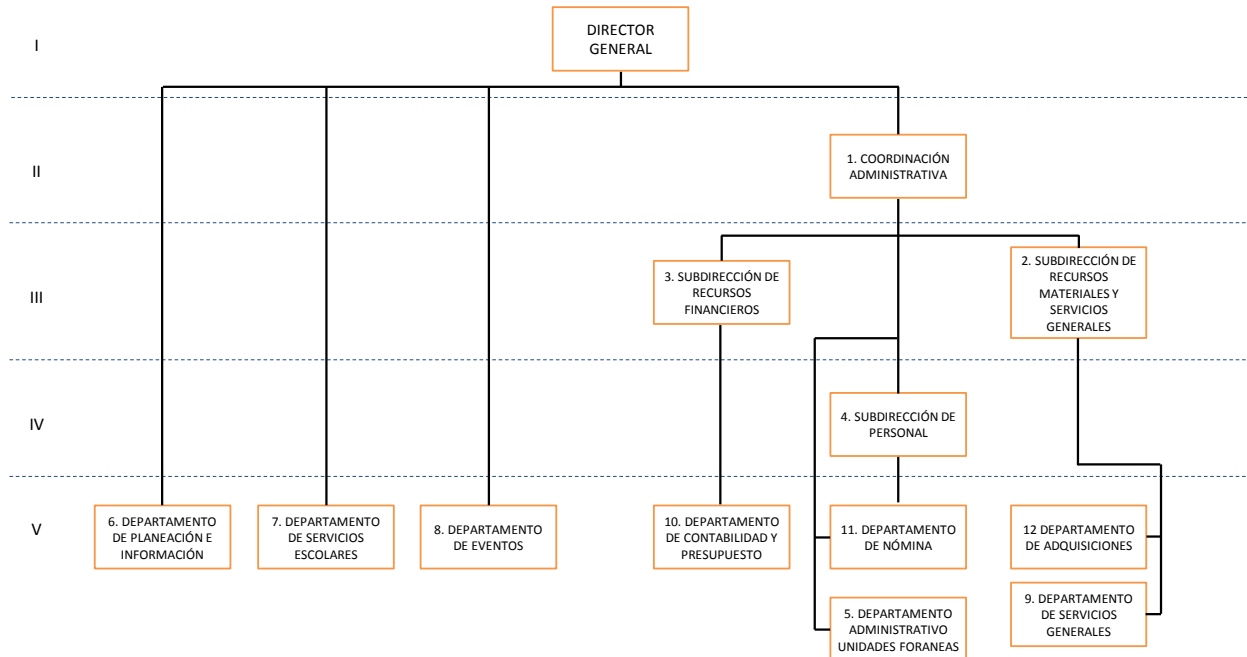 I
DIRECTOR
GENERAL
II
1. COORDINACIÓN
ADMINISTRATIVA
III
3. SUBDIRECCIÓN DE
RECURSOS
FINANCIEROS
2. SUBDIRECCIÓN DE
RECURSOS
MATERIALES Y
SERVICIOS
GENERALES
IV
4. SUBDIRECCIÓN DE
PERSONAL
V
6. DEPARTAMENTO
DE PLANEACIÓN E
INFORMACIÓN
7. DEPARTAMENTO
DE SERVICIOS
ESCOLARES
8. DEPARTAMENTO
DE EVENTOS
10. DEPARTAMENTO
DE CONTABILIDAD Y
PRESUPUESTO
11. DEPARTAMENTO
DE NÓMINA
12 DEPARTAMENTO
DE ADQUISICIONES
5. DEPARTAMENTO
ADMINISTRATIVO
UNIDADES FORANEAS
9. DEPARTAMENTO
DE SERVICIOS
GENERALES